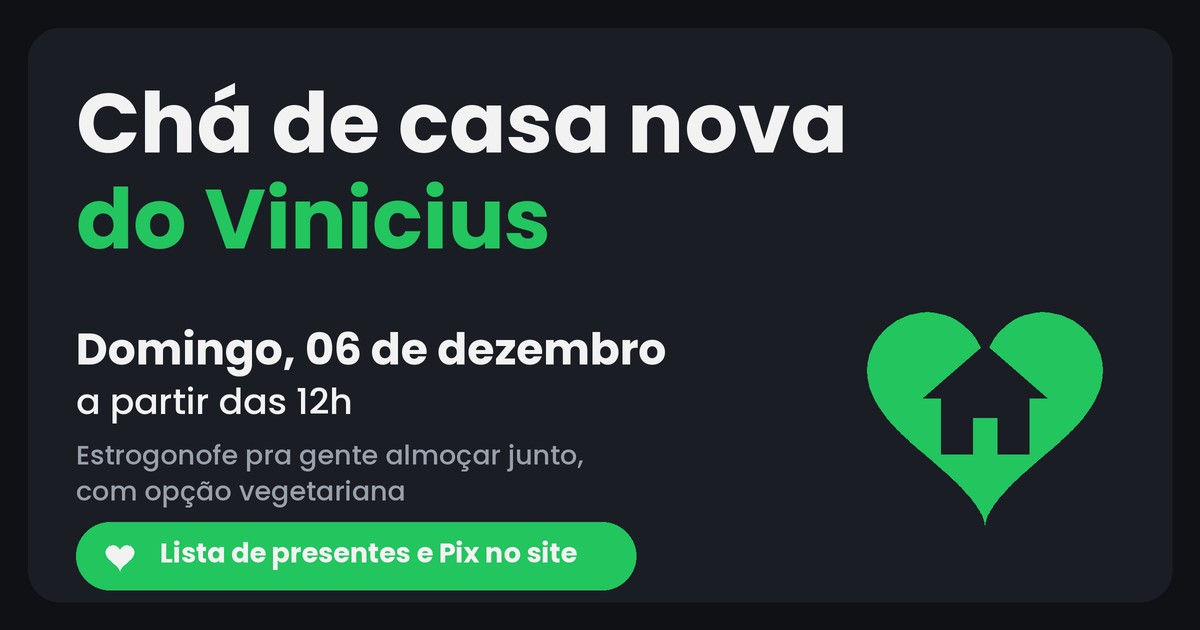 Chá de casa nova
do Vinicius
Domingo, 06 de dezembro
a partir das 12h
Estrogonofe pra gente almoçar junto,
com opção vegetariana
Lista de presentes e Pix no site